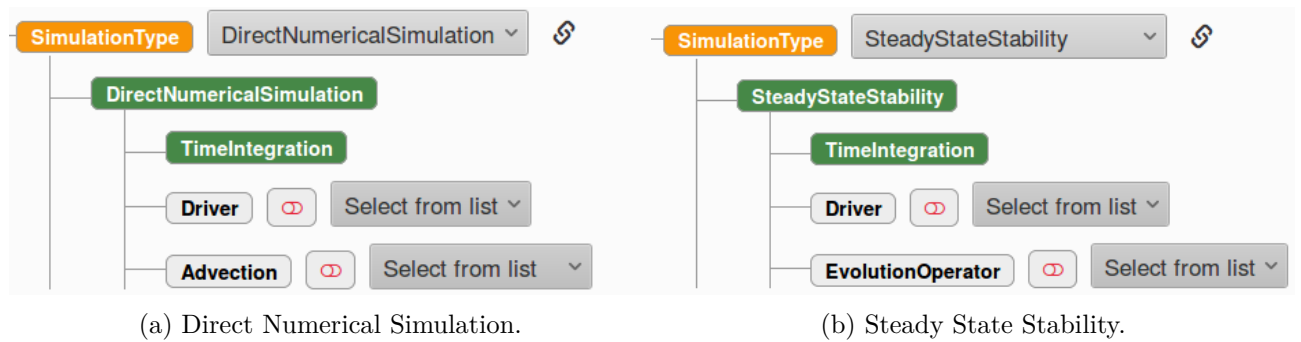 SimulationType DirectNumericalSimulation
DirectNumericalSimulation
TimeIntegration
Driver Select from list
Advection Select from list
(a) Direct Numerical Simulation.
SimulationType SteadyStateStability
SteadyStateStability
TimeIntegration
Driver Select from list
EvolutionOperator Select from list
(b) Steady State Stability.